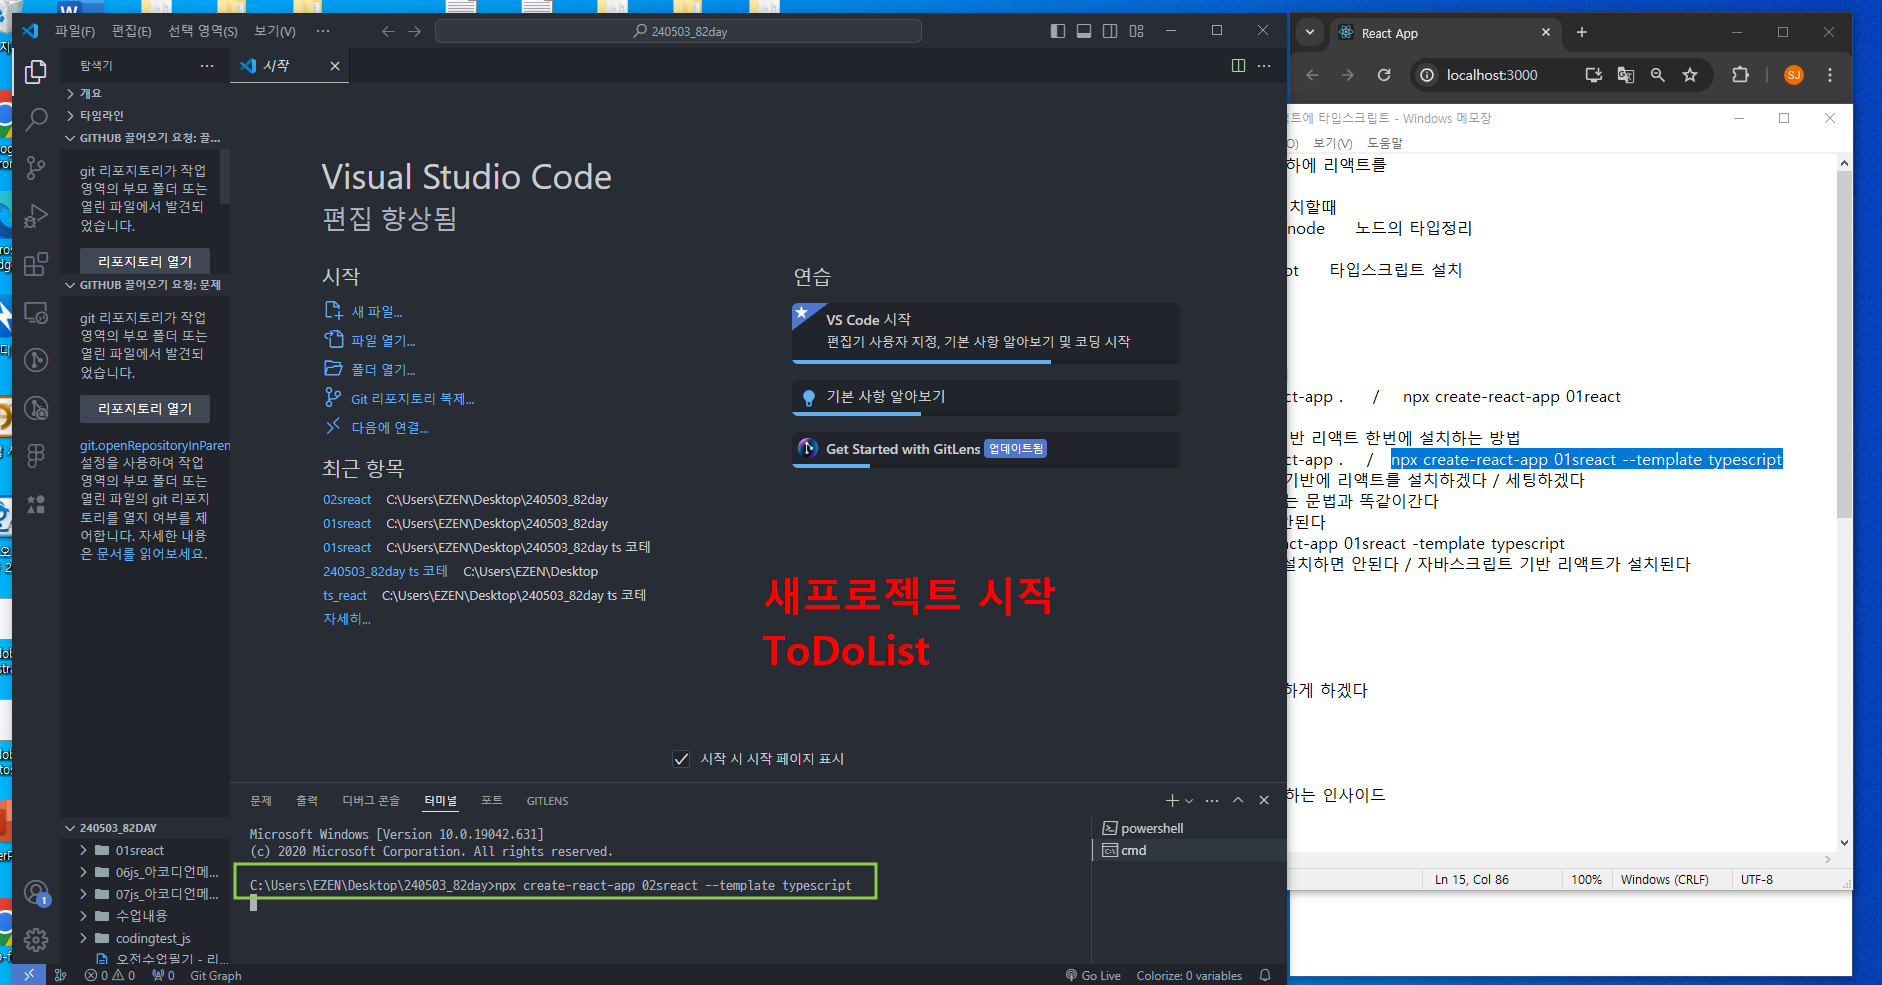 파일(F) 편집(E) 선택 영역(S) 보기(V) ··· 240503_82day
탐색기 ···
시작
개요
타임라인
GITHUB 끌어오기 요청: 끌...
git 리포지토리가 작업
영역의 부모 폴더 또는
열린 파일에서 발견되
었습니다.
리포지토리 열기
GITHUB 끌어오기 요청: 문제
git 리포지토리가 작업
영역의 부모 폴더 또는
열린 파일에서 발견되
었습니다.
리포지토리 열기
git.openRepositoryInParen
설정을 사용하여 작업
영역의 부모 폴더 또는
열린 파일의 git 리포지
토리를 열지 여부를 제
어합니다. 자세한 내용
은 문서를 읽어보세요.
240503_82DAY
01sreact
06js_아코디언메...
07js_아코디언메...
수업내용
codingtest_js
오전수업필기 - 리...
Visual Studio Code
편집 향상됨
시작
새 파일...
파일 열기...
폴더 열기...
Git 리포지토리 복제...
다음에 연결...
최근 항목
02sreact C:\Users\EZEN\Desktop\240503_82day
01sreact C:\Users\EZEN\Desktop\240503_82day
01sreact C:\Users\EZEN\Desktop\240503_82day ts 코테
240503_82day ts 코테 C:\Users\EZEN\Desktop
ts_react C:\Users\EZEN\Desktop\240503_82day ts 코테
자세히...
연습
VS Code 시작
편집기 사용자 지정, 기본 사항 알아보기 및 코딩 시작
기본 사항 알아보기
Get Started with GitLens 업데이트됨
새프로젝트 시작
ToDoList
시작 시 시작 페이지 표시
문제 출력 디버그 콘솔 터미널 포트 GITLENS
Microsoft Windows [Version 10.0.19042.631]
(c) 2020 Microsoft Corporation. All rights reserved.
C:\Users\EZEN\Desktop\240503_82day>npx create-react-app 02sreact --template typescript
powershell
cmd
1
0 0 0 Git Graph Go Live Colorize: 0 variables
React App
localhost:3000
SJ
트에 타입스크립트 - Windows 메모장
O) 보기(V) 도움말
하에 리액트를
치할때
node 노드의 타입정리
pt 타입스크립트 설치
ct-app . / npx create-react-app 01react
반 리액트 한번에 설치하는 방법
ct-app . / npx create-react-app 01sreact --template typescript
기반에 리액트를 설치하겠다 / 세팅하겠다
는 문법과 똑같이간다
안된다
ct-app 01sreact -template typescript
설치하면 안된다 / 자바스크립트 기반 리액트가 설치된다
하게 하겠다
하는 인사이드
Ln 15, Col 86 100% Windows (CRLF) UTF-8